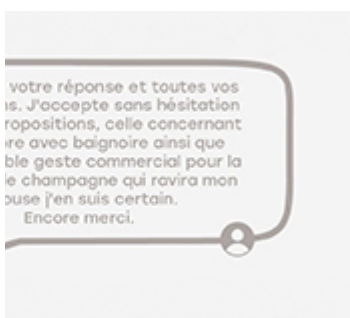 votre réponse et toutes vos
J'accepte sans hésitation
celle concernant
avec baignoire ainsi que
geste commercial pour la
champagne qui ravira mon
j'en suis certain.
Encore merci.